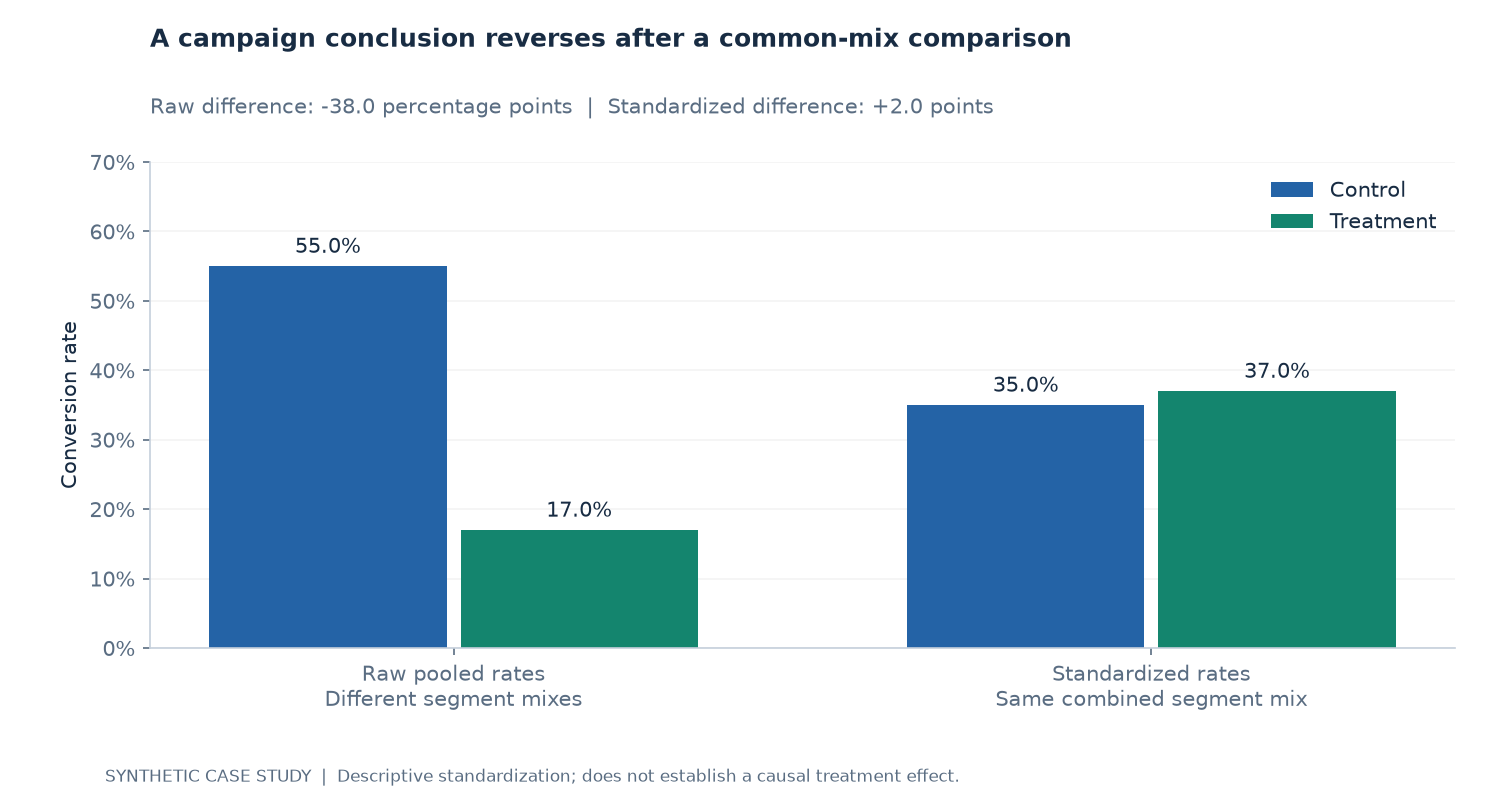 A campaign conclusion reverses after a common-mix comparison
Raw difference: -38.0 percentage points | Standardized difference: +2.0 points
70%
60%
50%
40%
30%
20%
10%
0%
Conversion rate
Control
Treatment
55.0%
17.0%
35.0%
37.0%
Raw pooled rates
Different segment mixes
Standardized rates
Same combined segment mix
SYNTHETIC CASE STUDY | Descriptive standardization; does not establish a causal treatment effect.